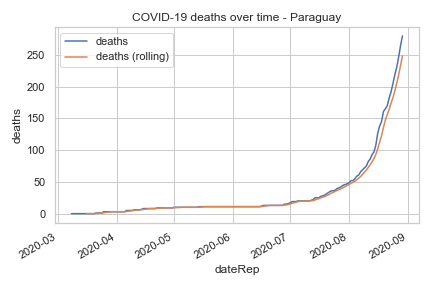 COVID-19 deaths over time - Paraguay
deaths
deaths (rolling)
250
200
150
100
50
0
deaths
2020-03
2020-04
2020-05
2020-06
2020-07
2020-08
2020-09
dateRep